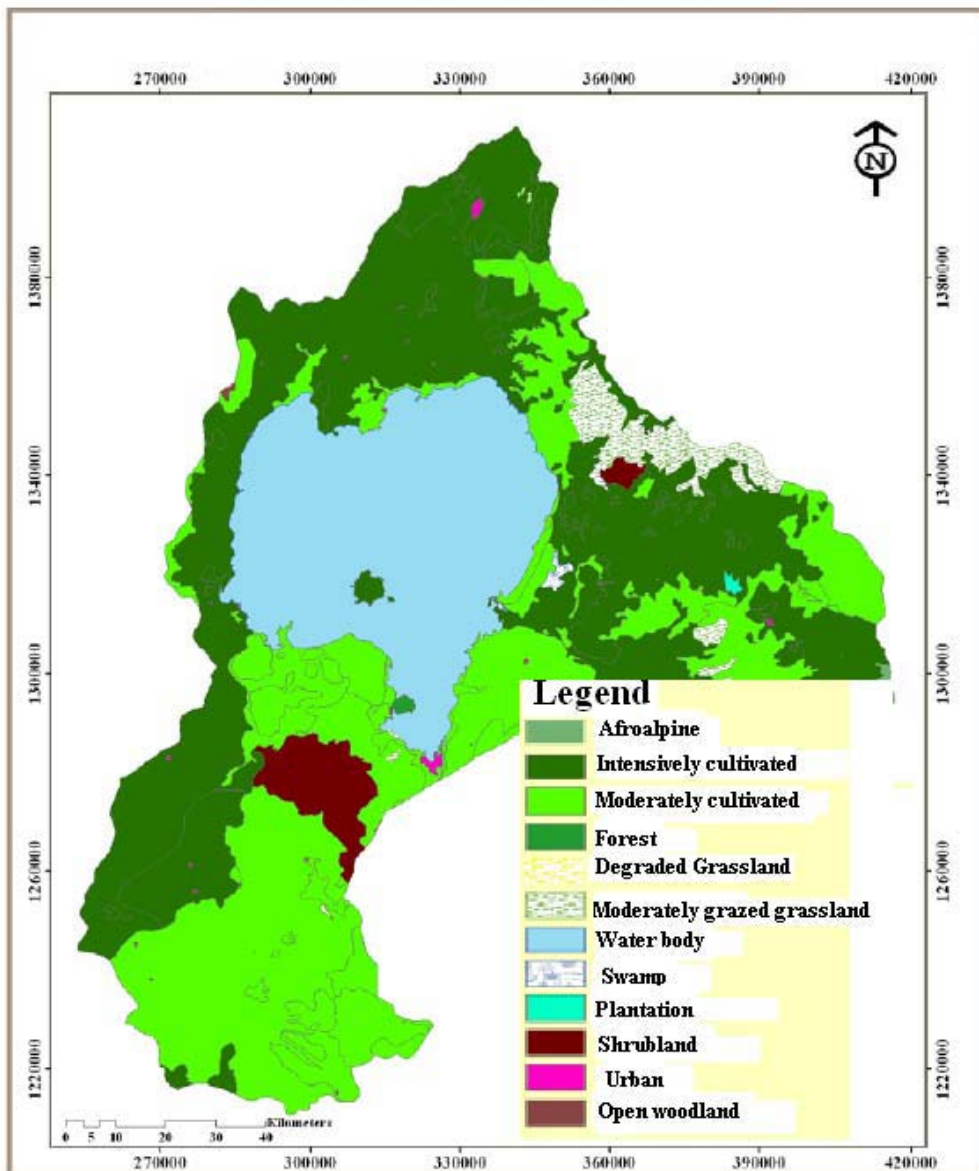 270000 300000 330000 360000 390000 420000
N
1380000 1380000
1340000 1340000
1300000 1300000
1260000 1260000
1220000 1220000
Legend
Afroalpine
Intensively cultivated
Moderately cultivated
Forest
Degraded Grassland
Moderately grazed grassland
Water body
Swamp
Plantation
Shrubland
Urban
Open woodland
Kilometers
0 5 10 20 30 40
270000 300000 330000 360000 390000 420000